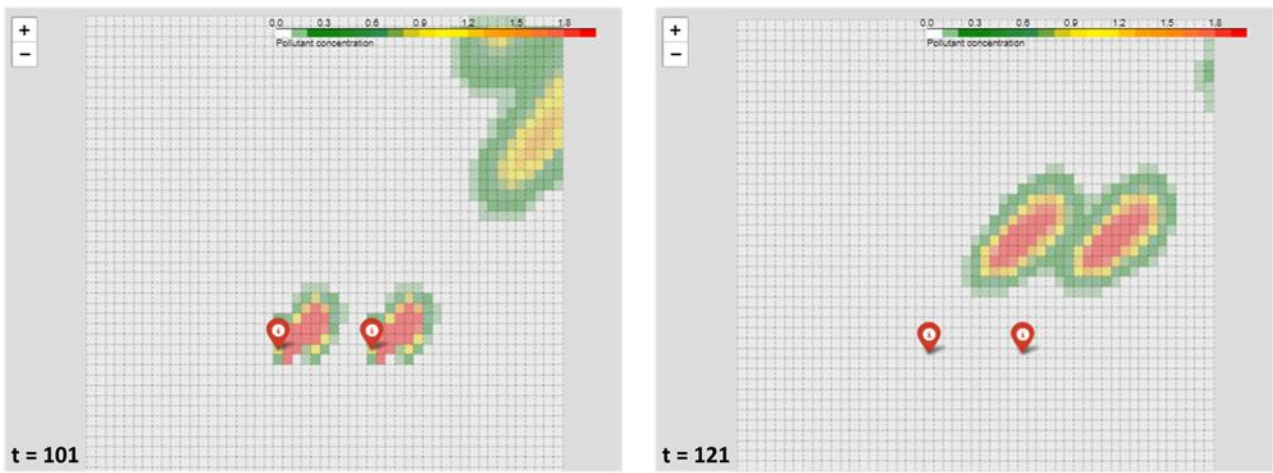 +
−
0.0 0.3 0.6 0.9 1.2 1.5 1.8
Pollutant concentration
i i
t = 101
+
−
0.0 0.3 0.6 0.9 1.2 1.5 1.8
Pollutant concentration
i i
t = 121